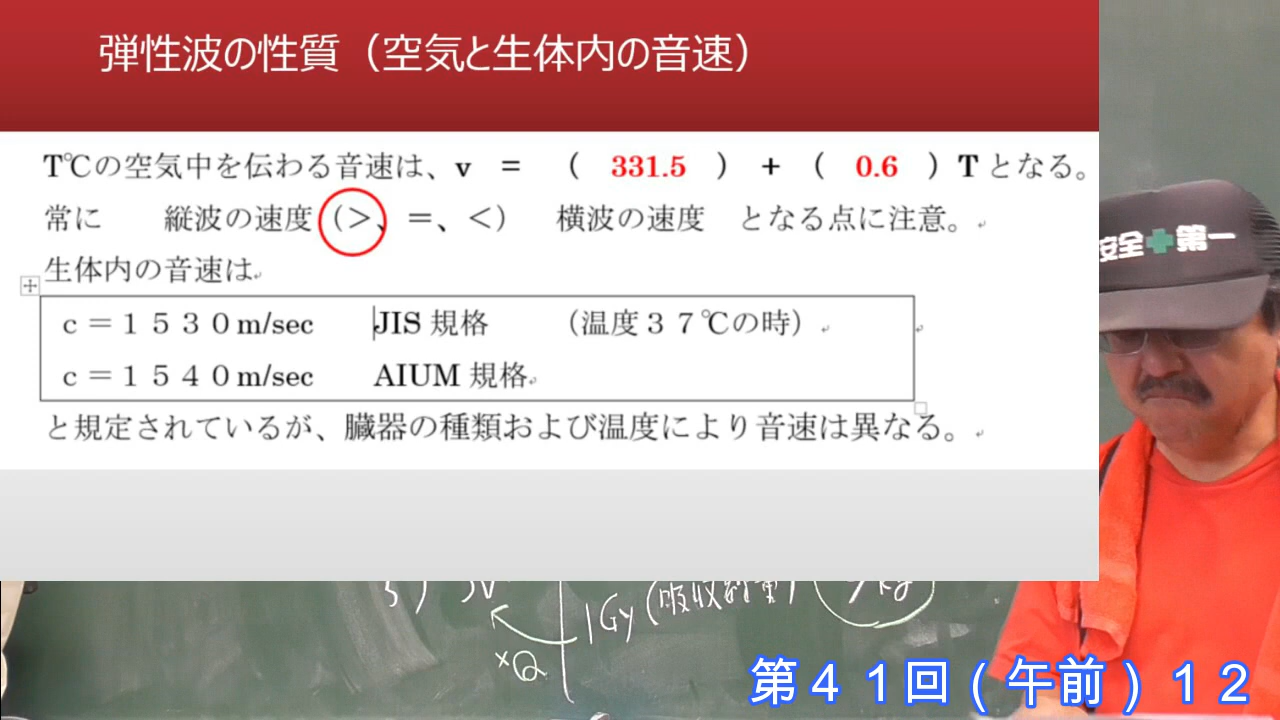 弾性波の性質（空気と生体内の音速）
T℃の空気中を伝わる音速は、v ＝ （ 331.5 ） ＋ （ 0.6 ）Tとなる。
常に 縦波の速度（＞、＝、＜） 横波の速度 となる点に注意。
生体内の音速は
ｃ＝１５３０m/sec JIS 規格 （温度３７℃の時）
ｃ＝１５４０m/sec AIUM 規格
と規定されているが、臓器の種類および温度により音速は異なる。
安全✚第一
1Gy(吸収線量)
×Q
第４１回(午前)１２